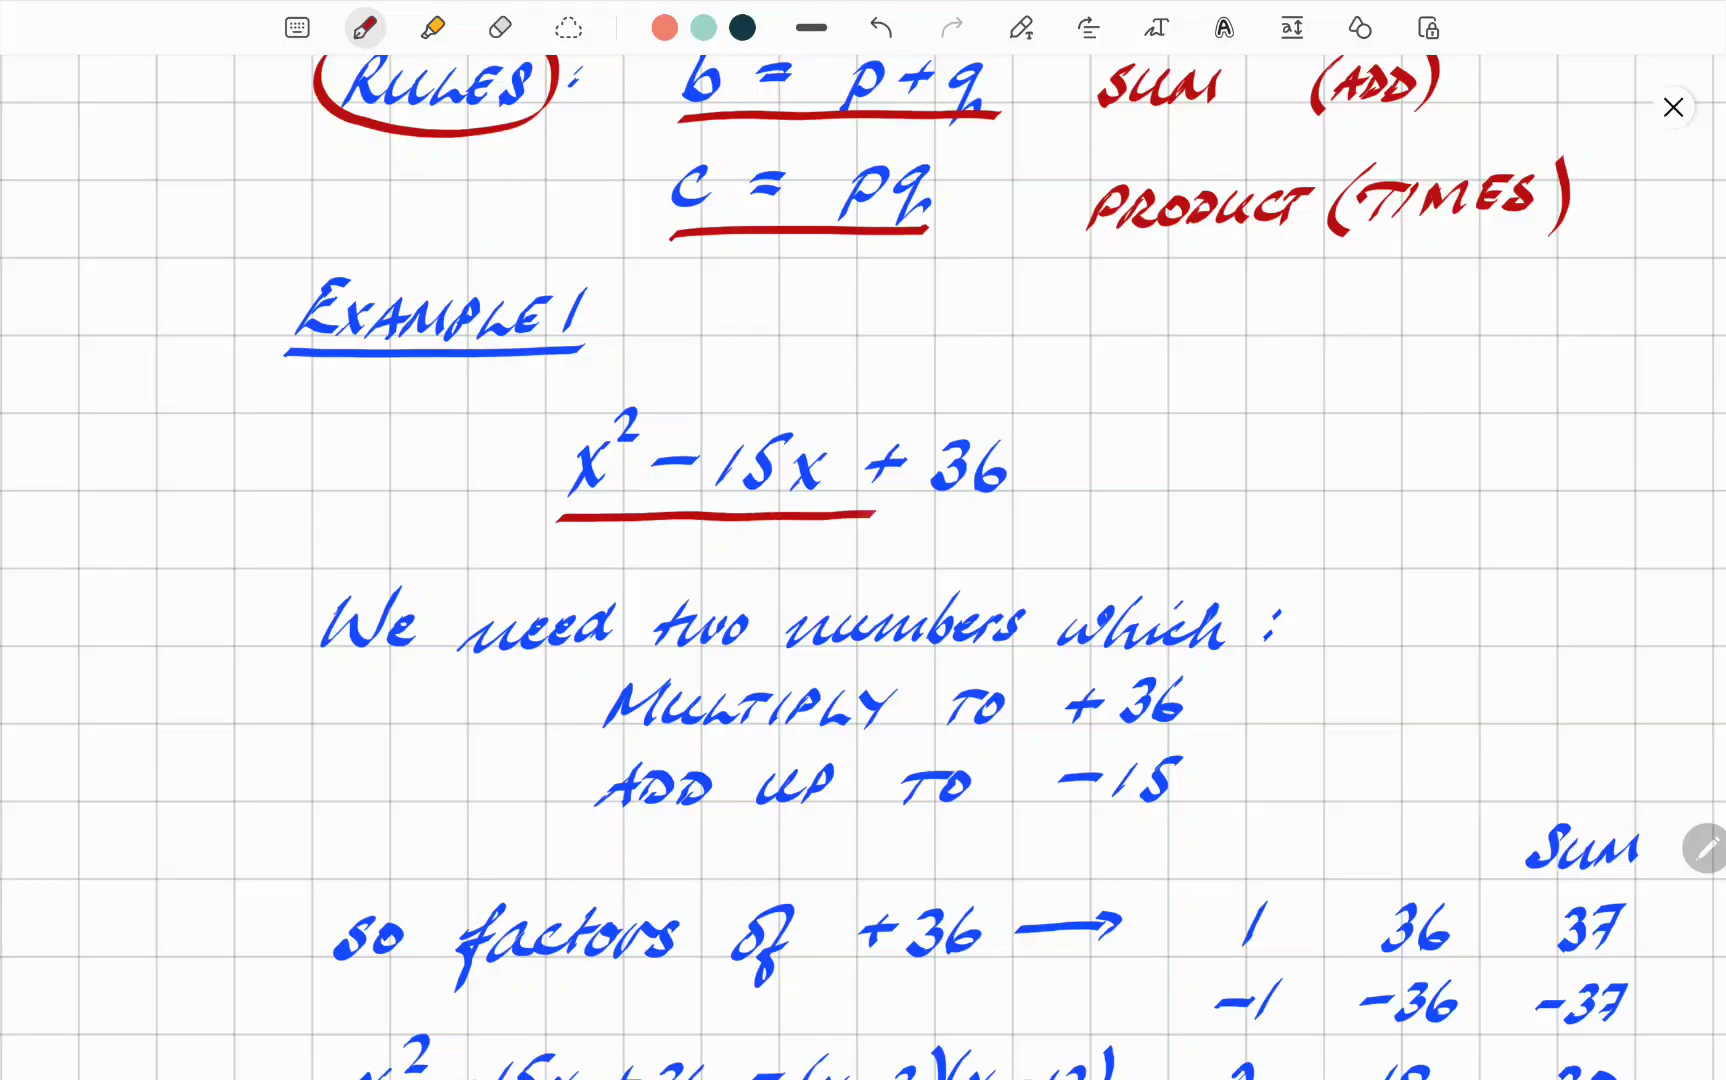 RULES: b = p+q SUM (ADD)
c = pq PRODUCT (TIMES)
EXAMPLE 1
x² - 15x + 36
We need two numbers which :
MULTIPLY TO + 36
ADD UP TO - 15
SUM
so factors of +36 → 1 36 37
-1 -36 -37